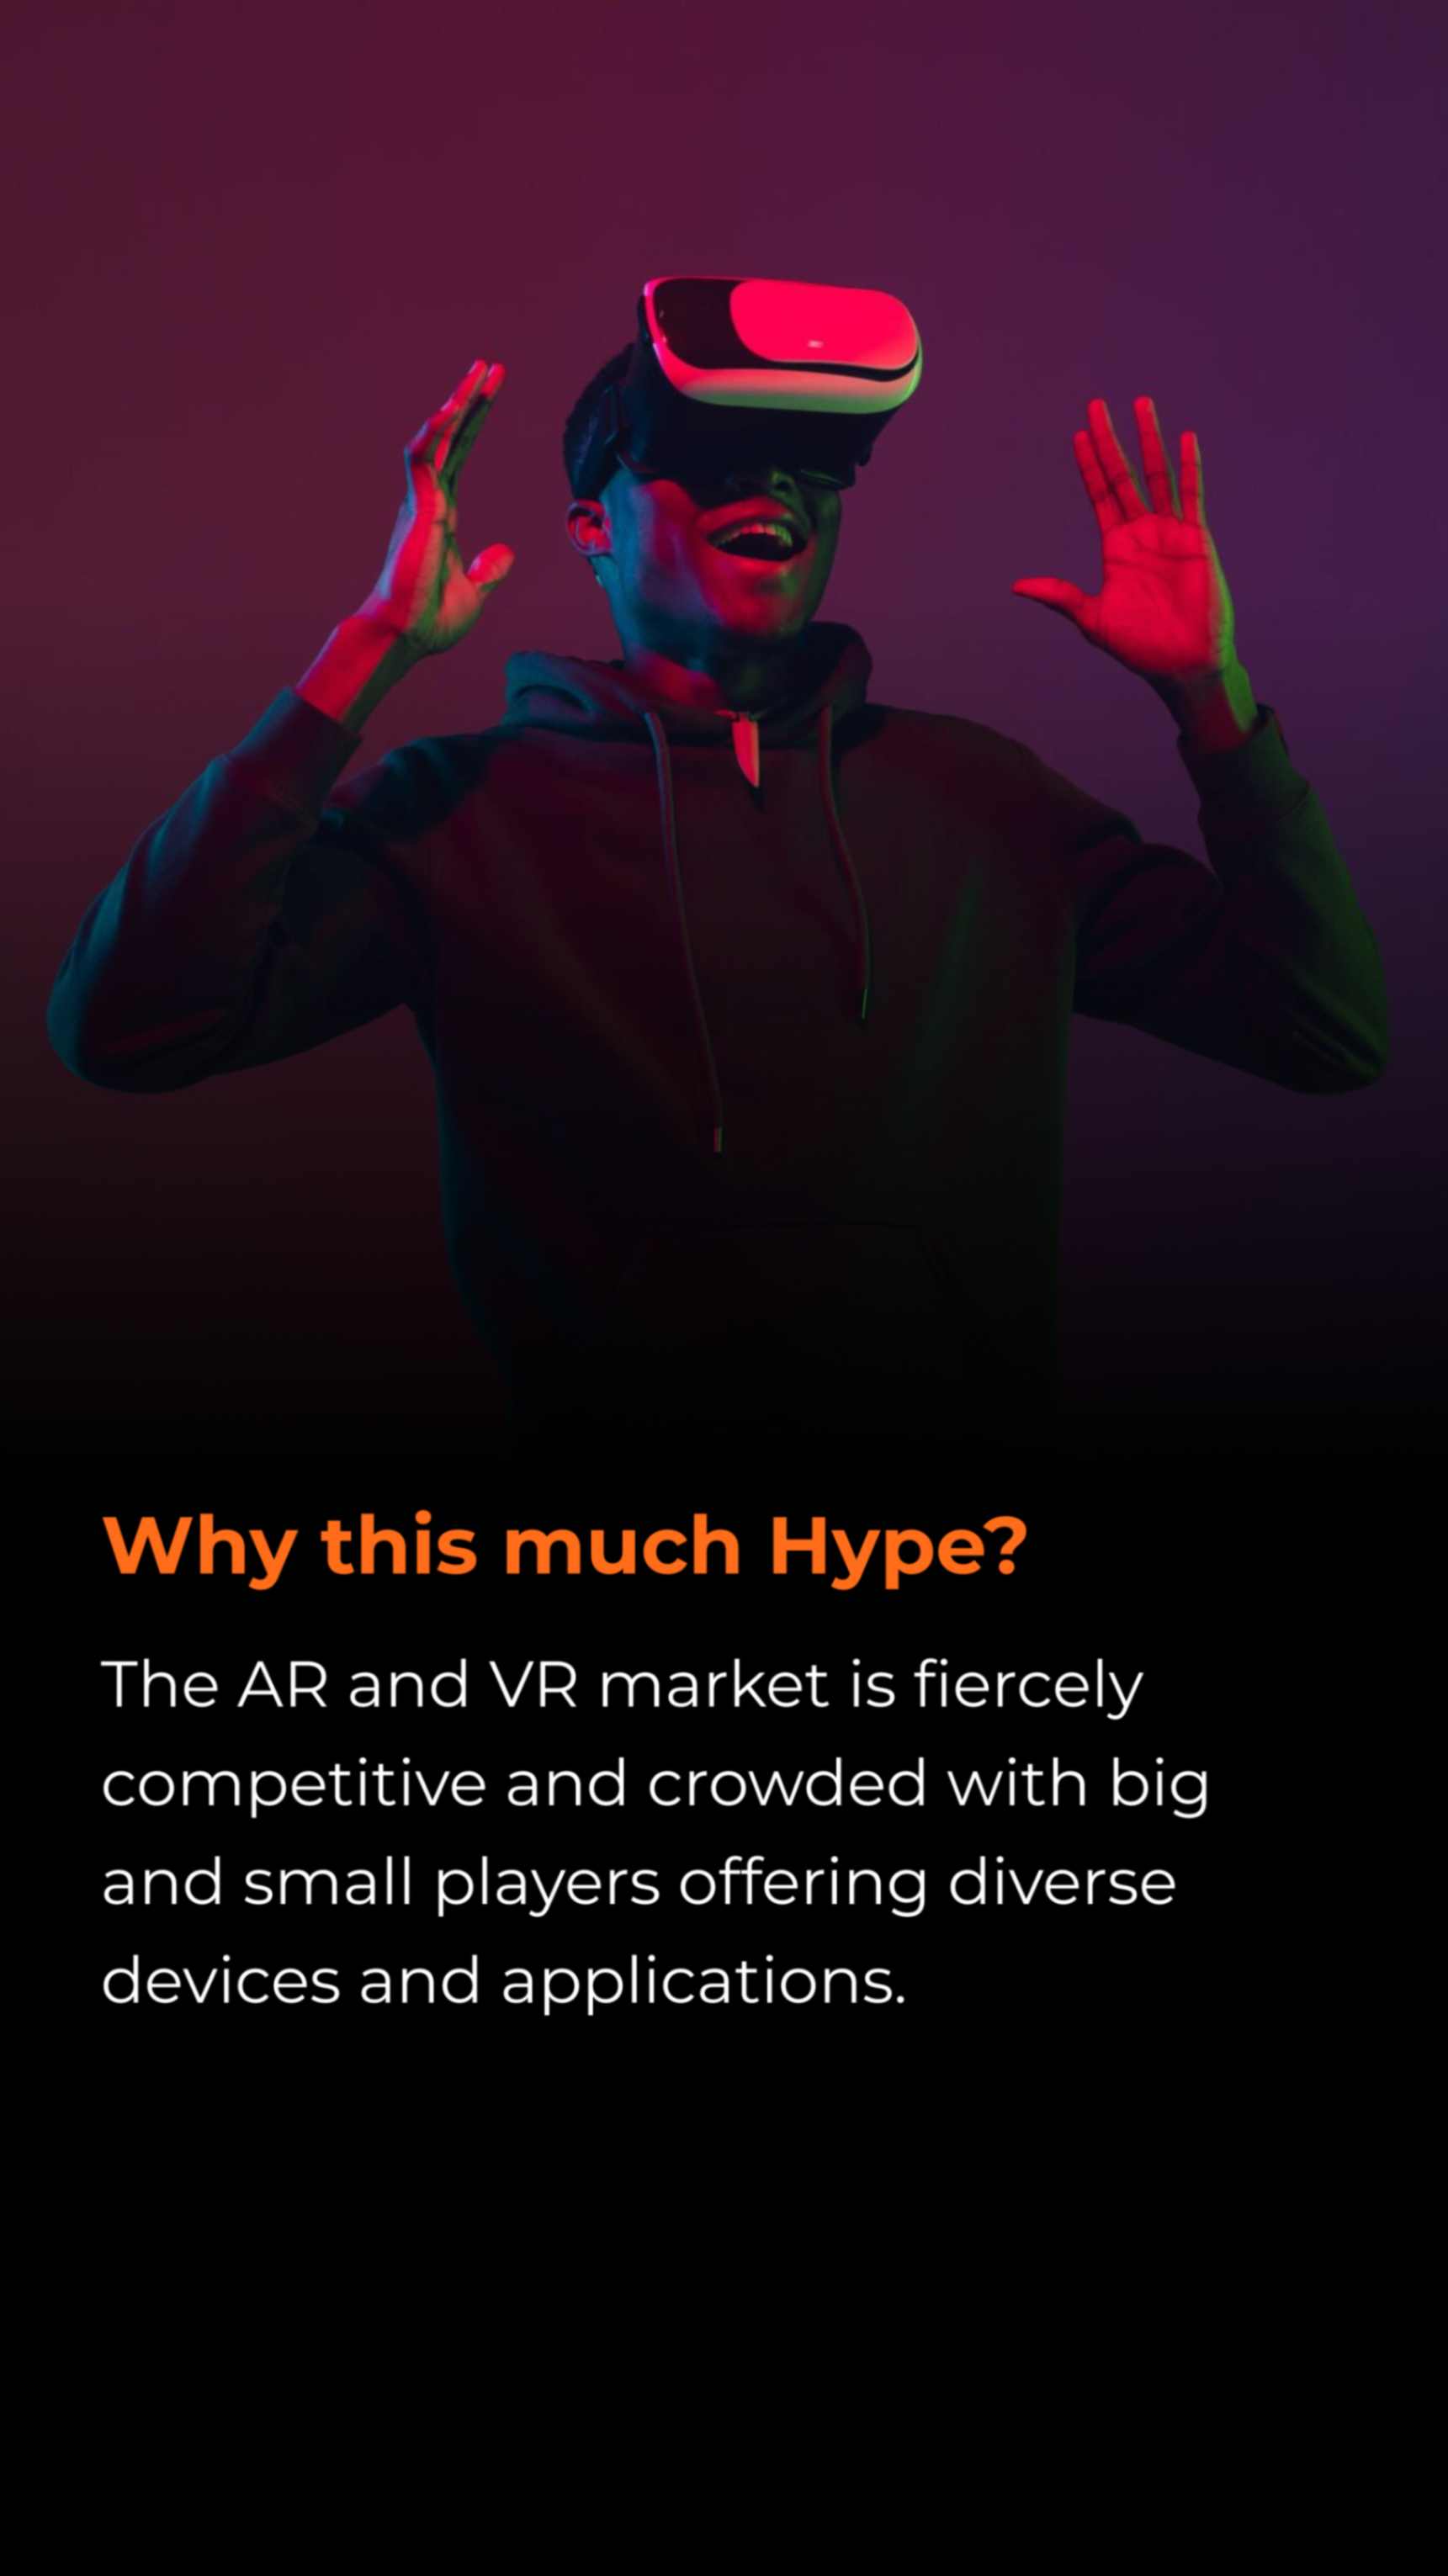 Why this much Hype?
The AR and VR market is fiercely
competitive and crowded with big
and small players offering diverse
devices and applications.